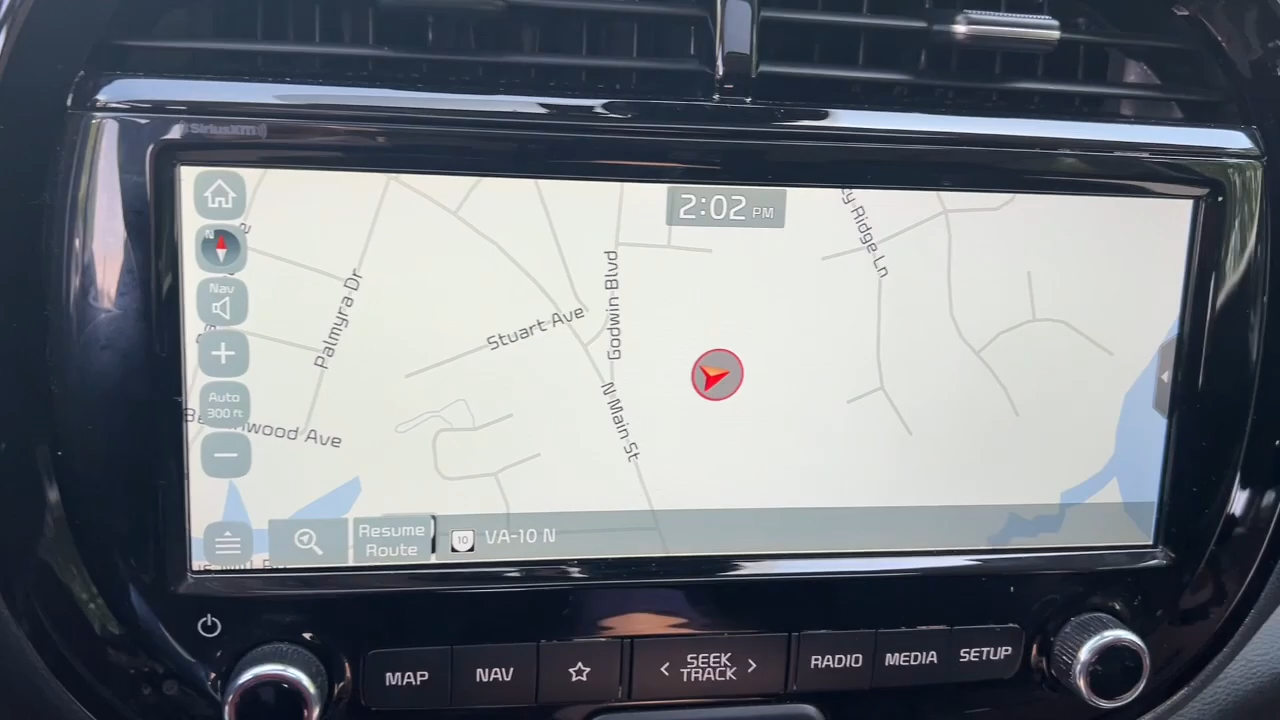 SiriusXM
2:02 PM
N
Nav
Auto
300 ft
Palmyra Dr
Stuart Ave
Godwin Blvd
N Main St
Ridge Ln
Ave
Resume
Route
10
VA-10 N
MAP
NAV
SEEK
TRACK
RADIO
MEDIA
SETUP